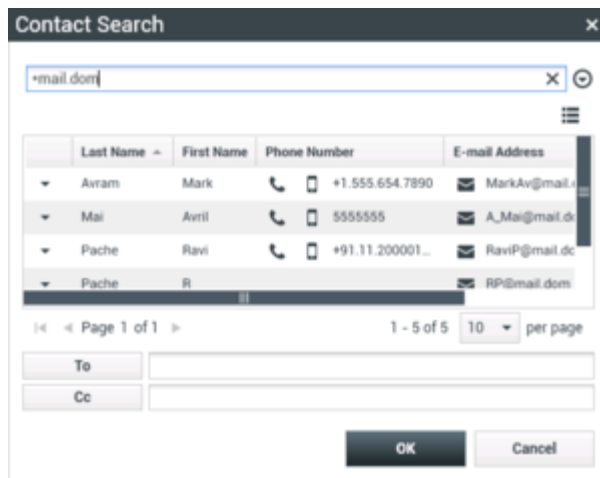 Contact Search
+mail.dom
Last Name First Name Phone Number E-mail Address
Avram Mark +1.555.654.7890 MarkAv@mail.
Mai Avril 5555555 A_Mai@mail.do
Pache Ravi +91.11.200001... RaviP@mail.dc
Pache R RP@mail.dom
Page 1 of 1 1 - 5 of 5 10 per page
To
Cc
OK Cancel